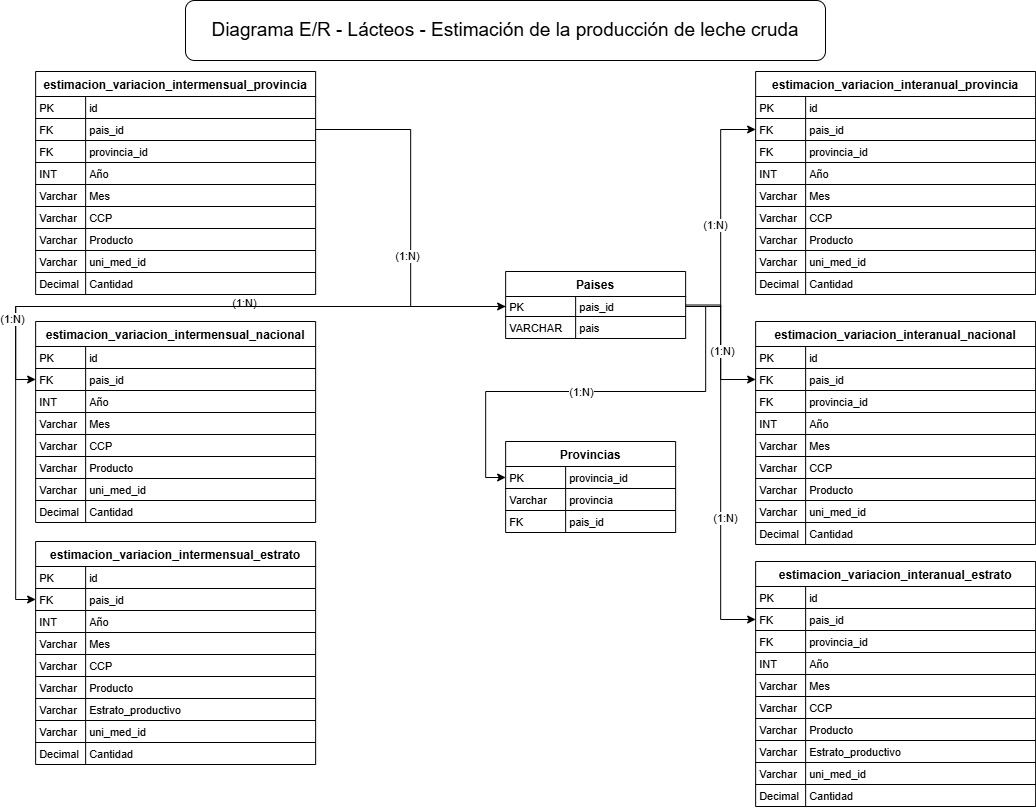 Diagrama E/R - Lácteos - Estimación de la producción de leche cruda
estimacion_variacion_intermensual_provincia
PK id
FK pais_id
FK provincia_id
INT Año
Varchar Mes
Varchar CCP
Varchar Producto
Varchar uni_med_id
Decimal Cantidad
(1:N)
(1:N)
(1:N)
estimacion_variacion_intermensual_nacional
PK id
FK pais_id
INT Año
Varchar Mes
Varchar CCP
Varchar Producto
Varchar uni_med_id
Decimal Cantidad
estimacion_variacion_intermensual_estrato
PK id
FK pais_id
INT Año
Varchar Mes
Varchar CCP
Varchar Producto
Varchar Estrato_productivo
Varchar uni_med_id
Decimal Cantidad
Paises
PK pais_id
VARCHAR pais
(1:N)
Provincias
PK provincia_id
Varchar provincia
FK pais_id
(1:N)
(1:N)
(1:N)
estimacion_variacion_interanual_provincia
PK id
FK pais_id
FK provincia_id
INT Año
Varchar Mes
Varchar CCP
Varchar Producto
Varchar uni_med_id
Decimal Cantidad
estimacion_variacion_interanual_nacional
PK id
FK pais_id
FK provincia_id
INT Año
Varchar Mes
Varchar CCP
Varchar Producto
Varchar uni_med_id
Decimal Cantidad
estimacion_variacion_interanual_estrato
PK id
FK pais_id
FK provincia_id
INT Año
Varchar Mes
Varchar CCP
Varchar Producto
Varchar Estrato_productivo
Varchar uni_med_id
Decimal Cantidad